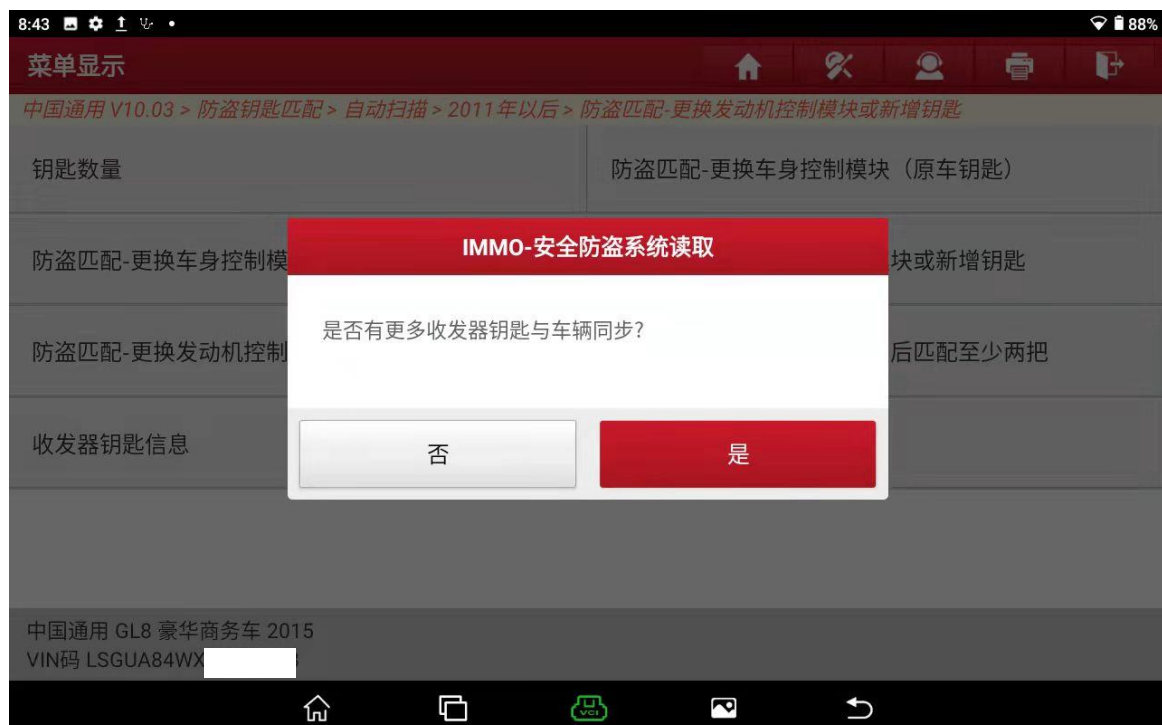 8:43
88%
菜单显示
中国通用 V10.03 > 防盗钥匙匹配 > 自动扫描 > 2011年以后 > 防盗匹配-更换发动机控制模块或新增钥匙
钥匙数量
防盗匹配-更换车身控制模块（原车钥匙）
IMMO-安全防盗系统读取
防盗匹配-更换车身控制模
块或新增钥匙
是否有更多收发器钥匙与车辆同步?
防盗匹配-更换发动机控制
后匹配至少两把
收发器钥匙信息
否
是
中国通用 GL8 豪华商务车 2015
VIN码 LSGUA84WX
VCI